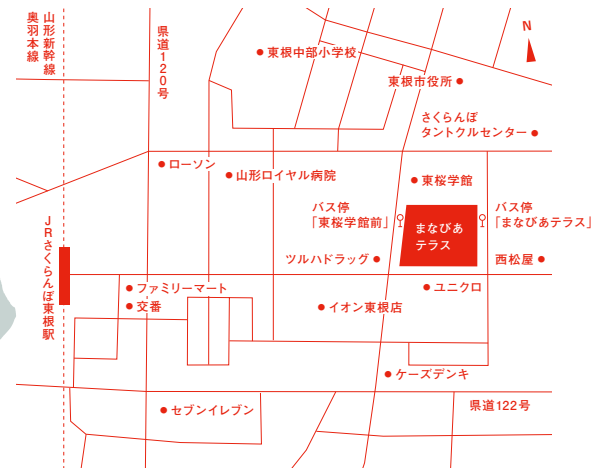 山形新幹線
奥羽本線
県道120号
N
東根中部小学校
東根市役所
さくらんぼ
タントクルセンター
ローソン
山形ロイヤル病院
東桜学館
バス停
「東桜学館前」
まなびあ
テラス
バス停
「まなびあテラス」
JRさくらんぼ東根駅
ツルハドラッグ
西松屋
ファミリーマート
交番
ユニクロ
イオン東根店
ケーズデンキ
セブンイレブン
県道122号